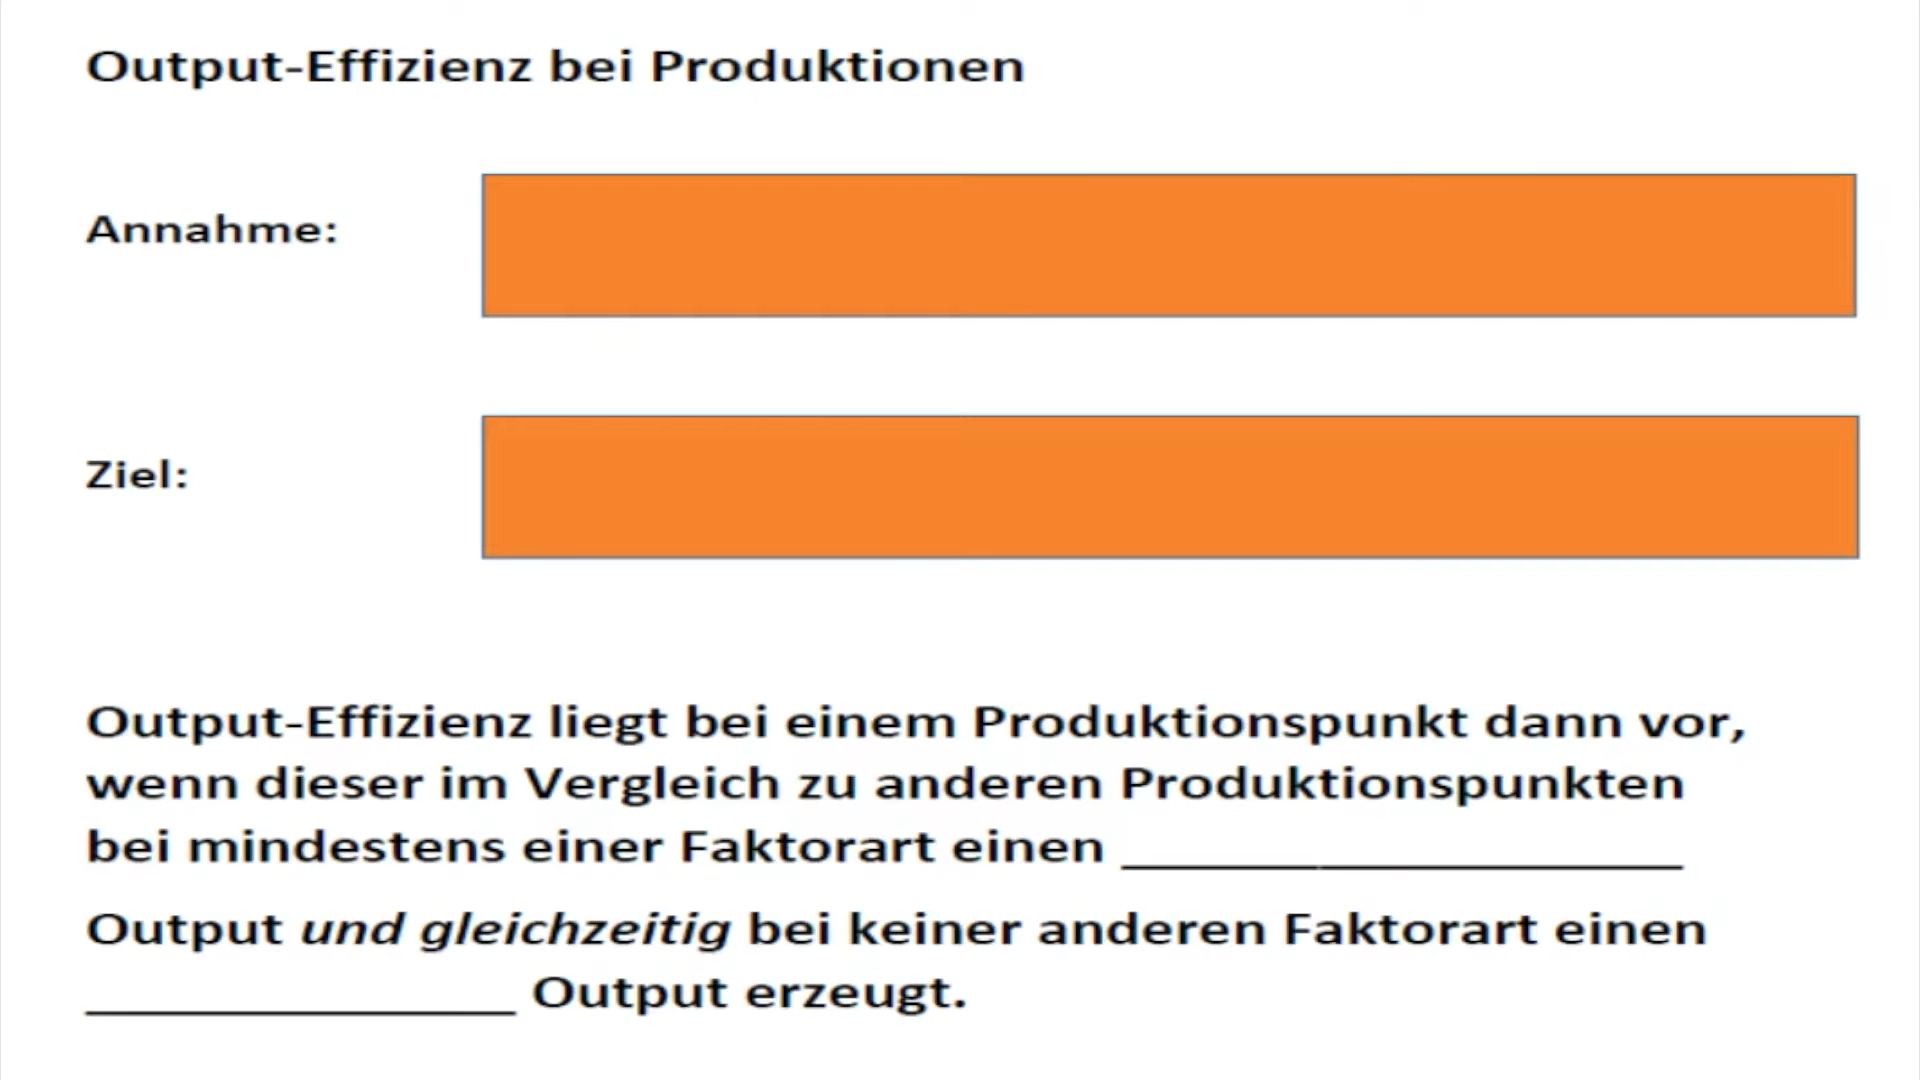 Output-Effizienz bei Produktionen
Annahme:
Ziel:
Output-Effizienz liegt bei einem Produktionspunkt dann vor,
wenn dieser im Vergleich zu anderen Produktionspunkten
bei mindestens einer Faktorart einen ____________________
Output und gleichzeitig bei keiner anderen Faktorart einen
________________ Output erzeugt.